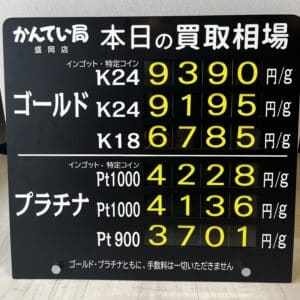 かんてい局 本日の買取相場
盛岡店
インゴット・特定コイン
K24 9390 円/g
ゴールド K24 9195 円/g
K18 6785 円/g
インゴット・特定コイン
Pt1000 4228 円/g
プラチナ Pt1000 4136 円/g
Pt900 3701 円/g
ゴールド・プラチナともに、手数料は一切いただきません